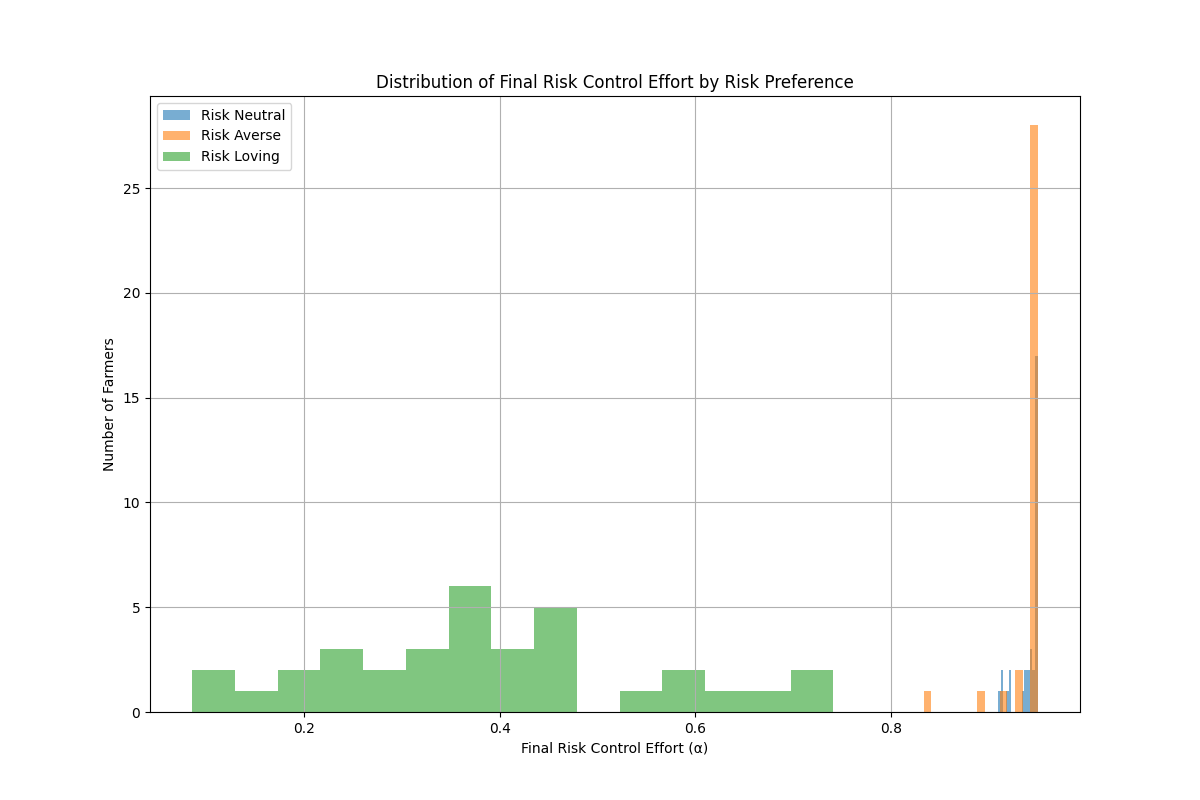 Distribution of Final Risk Control Effort by Risk Preference
Risk Neutral
Risk Averse
Risk Loving
25
20
15
10
5
0
Number of Farmers
0.2
0.4
0.6
0.8
Final Risk Control Effort (α)